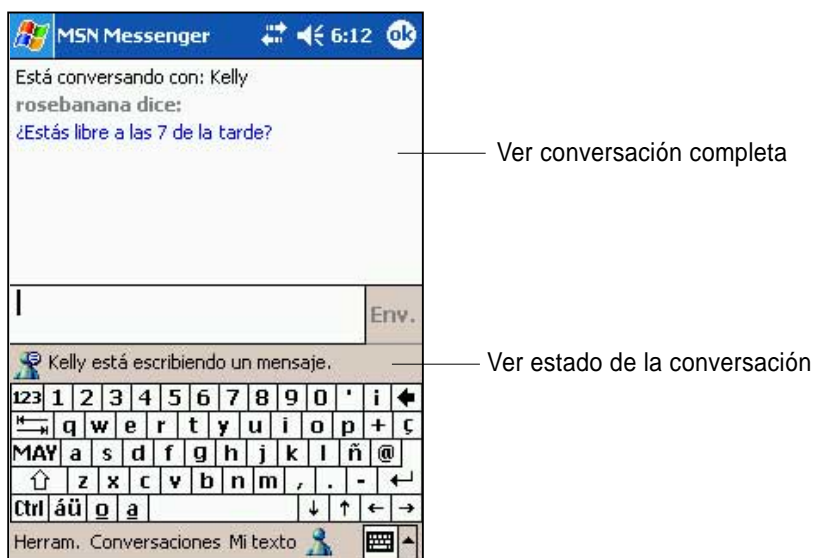 MSN Messenger 6:12 ok
Está conversando con: Kelly
rosebanana dice:
¿Estás libre a las 7 de la tarde?
Ver conversación completa
Env.
Kelly está escribiendo un mensaje.
Ver estado de la conversación
123 1 2 3 4 5 6 7 8 9 0 ' ¡
q w e r t y u i o p + ç
MAY a s d f g h j k l ñ @
z x c v b n m , . -
Ctrl áü º ª ↓ ↑ ← →
Herram. Conversaciones Mi texto